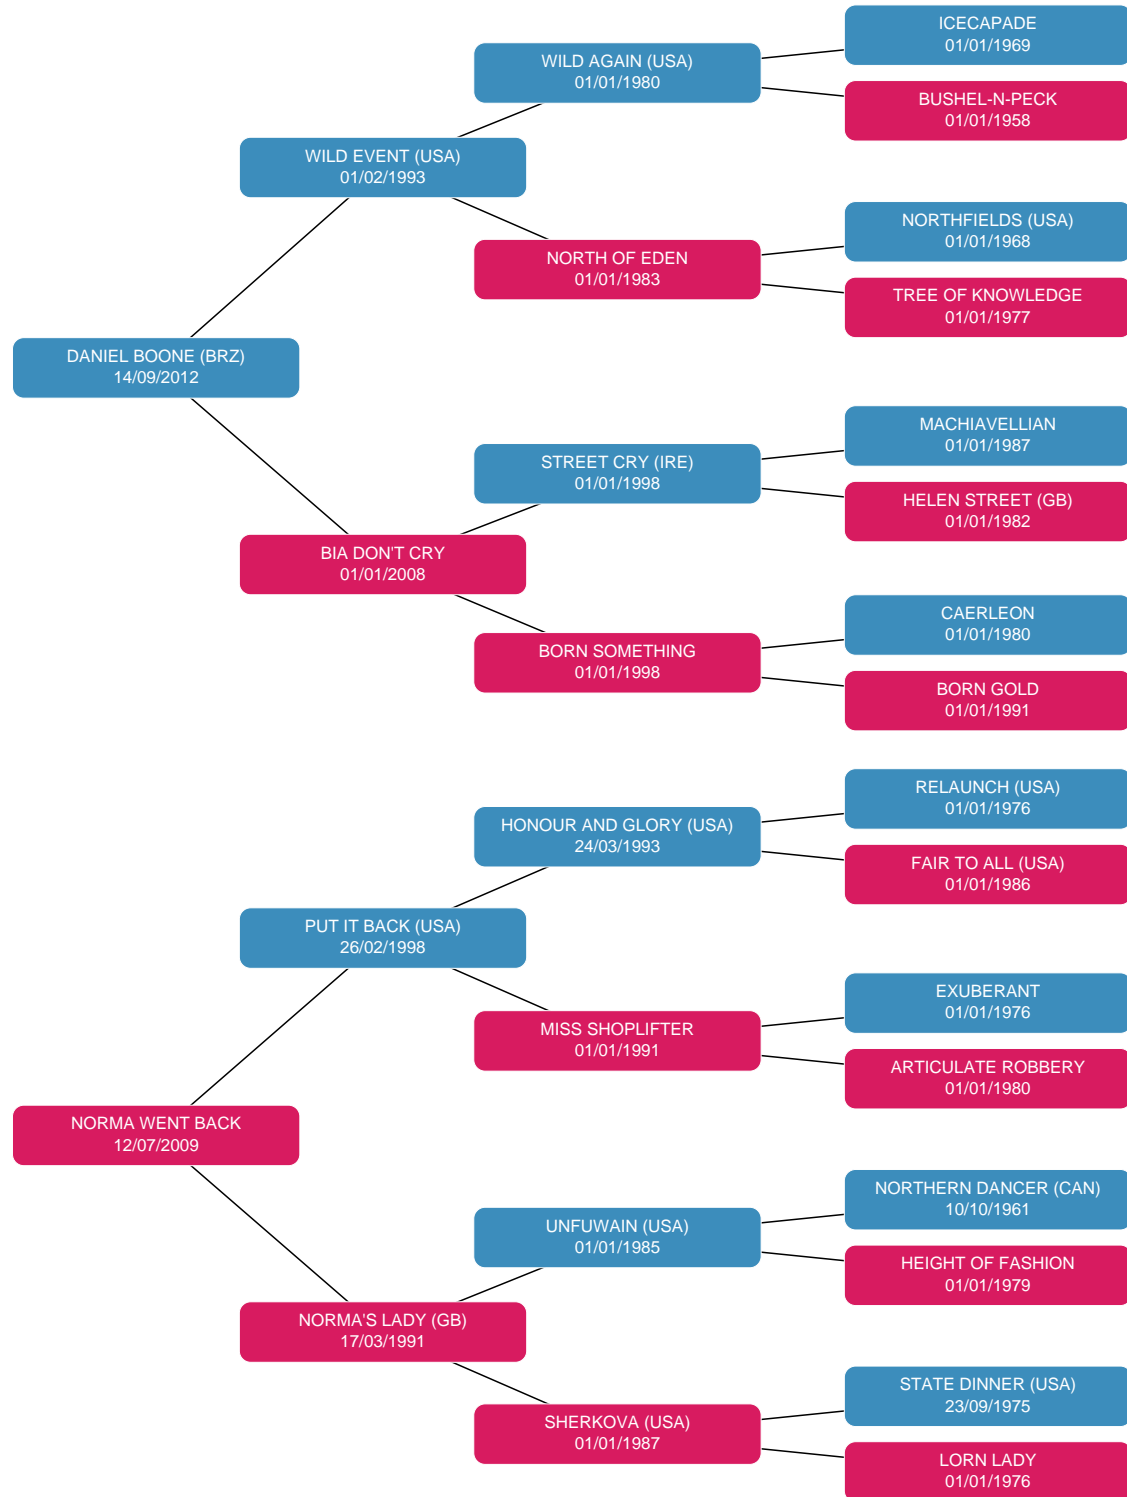 ICECAPADE
01/01/1969
WILD AGAIN (USA)
01/01/1980
BUSHEL-N-PECK
01/01/1958
WILD EVENT (USA)
01/02/1993
NORTHFIELDS (USA)
01/01/1968
NORTH OF EDEN
01/01/1983
TREE OF KNOWLEDGE
01/01/1977
DANIEL BOONE (BRZ)
14/09/2012
MACHIAVELLIAN
01/01/1987
STREET CRY (IRE)
01/01/1998
HELEN STREET (GB)
01/01/1982
BIA DON'T CRY
01/01/2008
CAERLEON
01/01/1980
BORN SOMETHING
01/01/1998
BORN GOLD
01/01/1991
RELAUNCH (USA)
01/01/1976
HONOUR AND GLORY (USA)
24/03/1993
FAIR TO ALL (USA)
01/01/1986
PUT IT BACK (USA)
26/02/1998
EXUBERANT
01/01/1976
MISS SHOPLIFTER
01/01/1991
ARTICULATE ROBBERY
01/01/1980
NORMA WENT BACK
12/07/2009
NORTHERN DANCER (CAN)
10/10/1961
UNFUWAIN (USA)
01/01/1985
HEIGHT OF FASHION
01/01/1979
NORMA'S LADY (GB)
17/03/1991
STATE DINNER (USA)
23/09/1975
SHERKOVA (USA)
01/01/1987
LORN LADY
01/01/1976